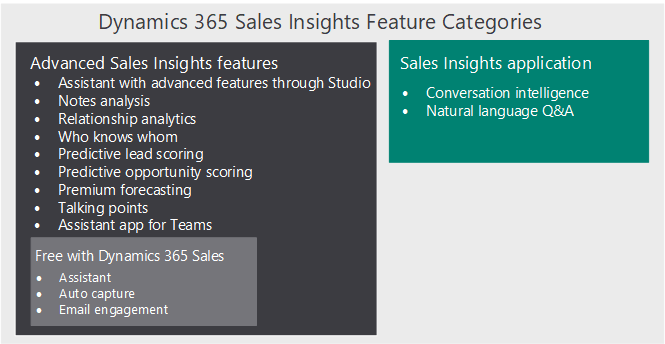 Dynamics 365 Sales Insights Feature Categories
Advanced Sales Insights features
• Assistant with advanced features through Studio
• Notes analysis
• Relationship analytics
• Who knows whom
• Predictive lead scoring
• Predictive opportunity scoring
• Premium forecasting
• Talking points
• Assistant app for Teams
Free with Dynamics 365 Sales
• Assistant
• Auto capture
• Email engagement
Sales Insights application
• Conversation intelligence
• Natural language Q&A